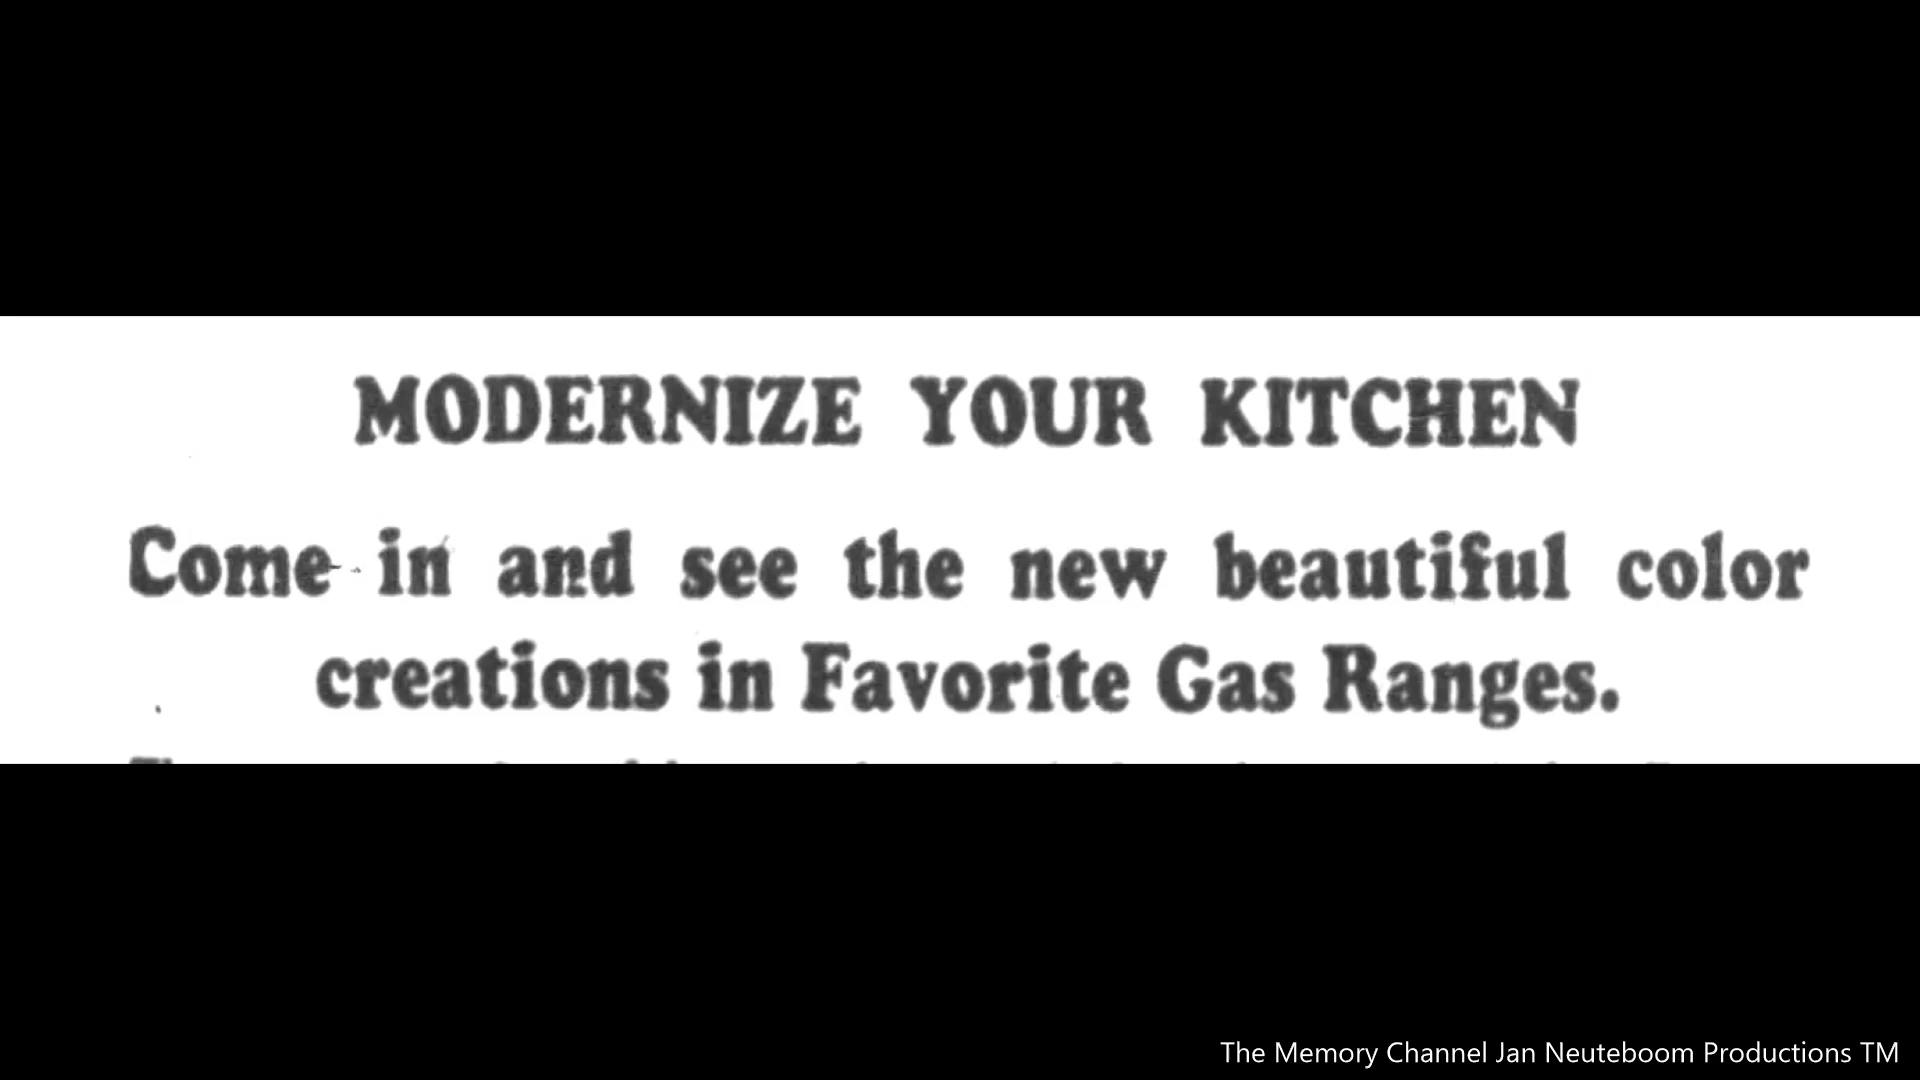 MODERNIZE YOUR KITCHEN
Come in and see the new beautiful color
creations in Favorite Gas Ranges.
The Memory Channel Jan Neuteboom Productions TM